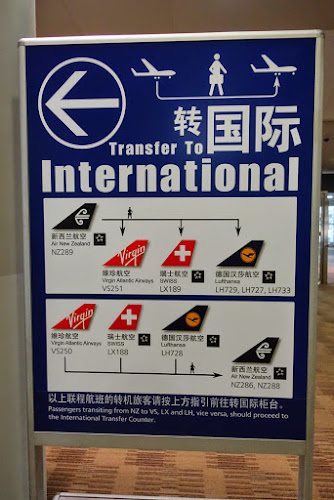 转国际
Transfer To
International
新西兰航空
Air New Zealand
NZ289
Virgin
维珍航空
Virgin Atlantic Airways
VS251
瑞士航空
SWISS
LX189
德国汉莎航空
Lufthansa
LH729, LH727, LH733
Virgin
维珍航空
Virgin Atlantic Airways
VS250
瑞士航空
SWISS
LX188
德国汉莎航空
Lufthansa
LH728
新西兰航空
Air New Zealand
NZ286, NZ288
以上联程航班的转机旅客请按上方指引前往转国际柜台。
Passengers transiting from NZ to VS, LX and LH, vice versa, should proceed to
the International Transfer Counter.